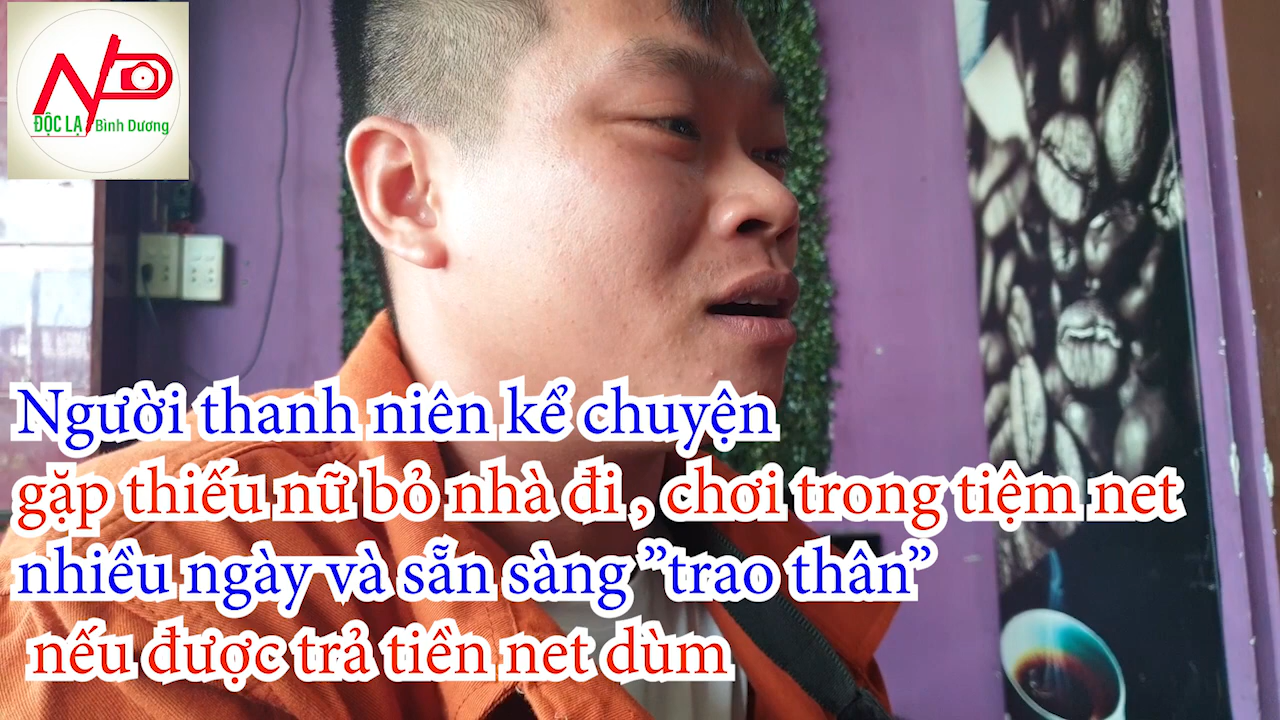 NPD
ĐỘC LẠ Bình Dương
Người thanh niên kể chuyện
gặp thiếu nữ bỏ nhà đi , chơi trong tiệm net
nhiều ngày và sẵn sàng ”trao thân”
nếu được trả tiền net dùm